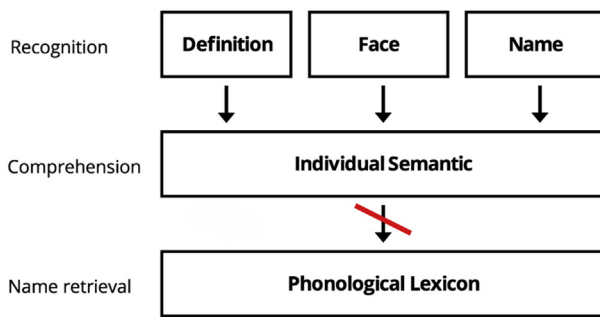 Recognition
Definition
Face
Name
Comprehension
Individual Semantic
Name retrieval
Phonological Lexicon